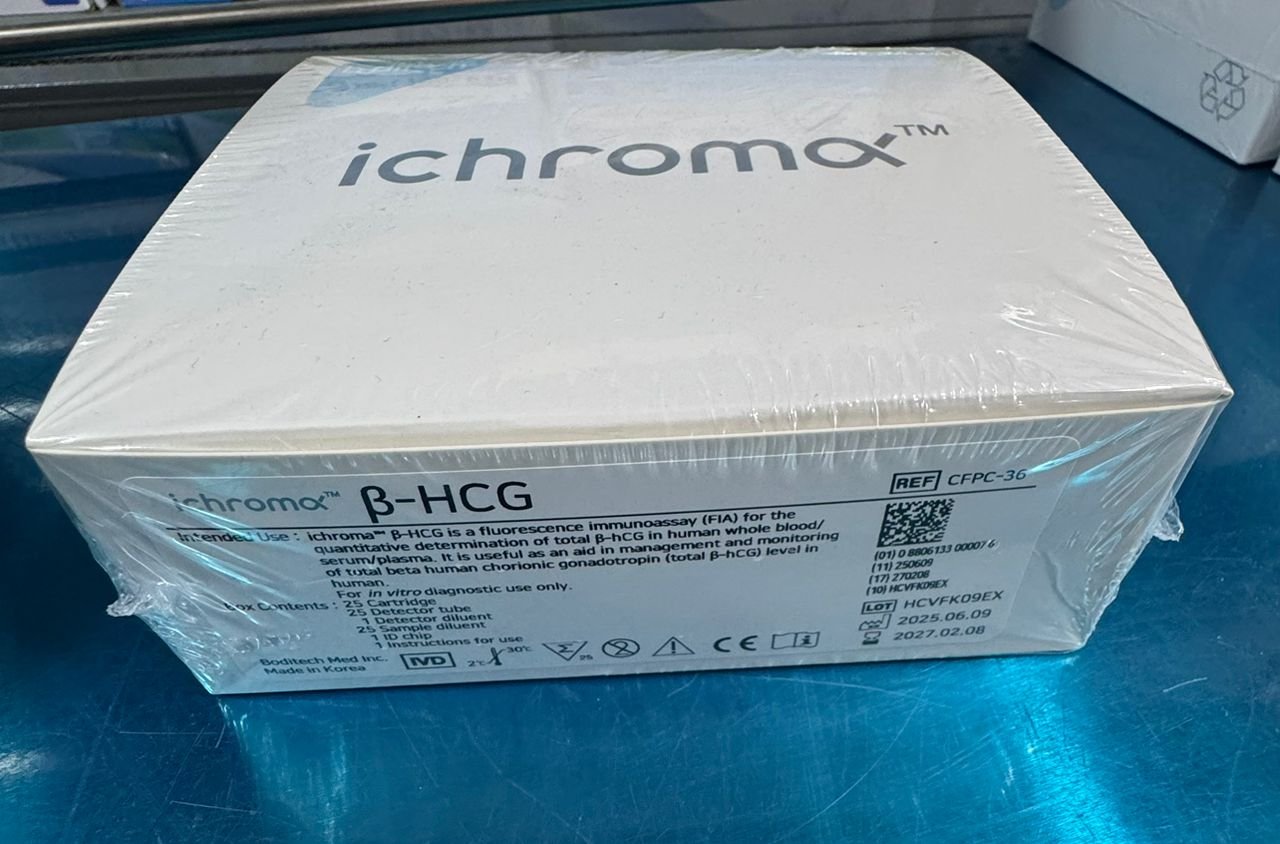 ichroma™
ichroma™ β-HCG
REF CFPC-36
Intended Use : ichroma™ β-HCG is a fluorescence immunoassay (FIA) for the
quantitative determination of total β-hCG in human whole blood/
serum/plasma. It is useful as an aid in management and monitoring
of total beta human chorionic gonadotropin (total β-hCG) level in
human.
For in vitro diagnostic use only.
Box Contents : 25 Cartridge
25 Detector tube
1 Detector diluent
25 Sample diluent
1 ID chip
1 Instructions for use
Boditech Med Inc.
Made in Korea
IVD
2℃ 30℃
Σ 25
2
CE
i
(01) 0 8806133 00007 6
(11) 250609
(17) 270208
(10) HCVFK09EX
LOT HCVFK09EX
2025.06.09
2027.02.08